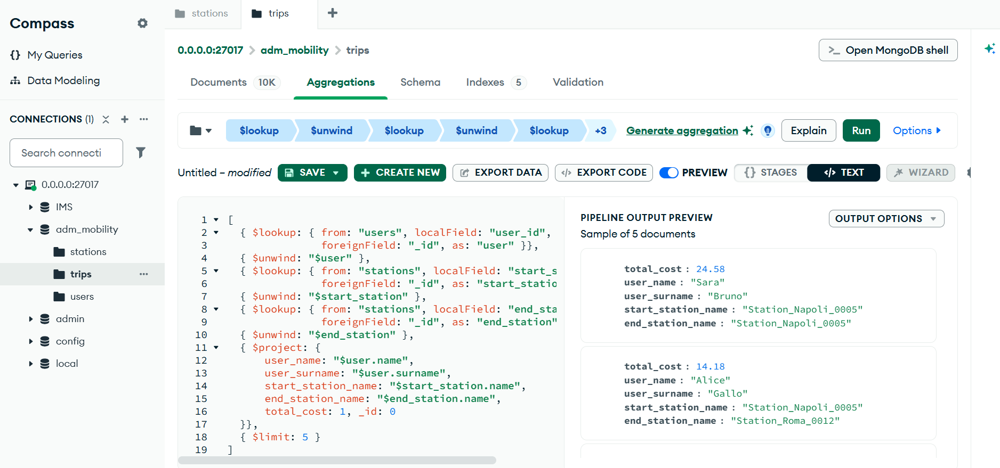 Compass
My Queries
Data Modeling
CONNECTIONS (1)
Search connecti
0.0.0.0:27017
IMS
adm_mobility
stations
trips
users
admin
config
local
stations
trips
0.0.0.0:27017 > adm_mobility > trips
>_ Open MongoDB shell
Documents 10K Aggregations Schema Indexes 5 Validation
$lookup $unwind $lookup $unwind $lookup +3 Generate aggregation Explain Run Options
Untitled – modified SAVE + CREATE NEW EXPORT DATA </> EXPORT CODE PREVIEW {} STAGES </> TEXT WIZARD
1 [
2 { $lookup: { from: "users", localField: "user_id",
3 foreignField: "_id", as: "user" }},
4 { $unwind: "$user" },
5 { $lookup: { from: "stations", localField: "start_s
6 foreignField: "_id", as: "start_statio
7 { $unwind: "$start_station" },
8 { $lookup: { from: "stations", localField: "end_sta
9 foreignField: "_id", as: "end_station"
10 { $unwind: "$end_station" },
11 { $project: {
12 user_name: "$user.name",
13 user_surname: "$user.surname",
14 start_station_name: "$start_station.name",
15 end_station_name: "$end_station.name",
16 total_cost: 1, _id: 0
17 }},
18 { $limit: 5 }
19 ]
PIPELINE OUTPUT PREVIEW
Sample of 5 documents
OUTPUT OPTIONS
total_cost : 24.58
user_name : "Sara"
user_surname : "Bruno"
start_station_name : "Station_Napoli_0005"
end_station_name : "Station_Napoli_0005"
total_cost : 14.18
user_name : "Alice"
user_surname : "Gallo"
start_station_name : "Station_Napoli_0005"
end_station_name : "Station_Roma_0012"